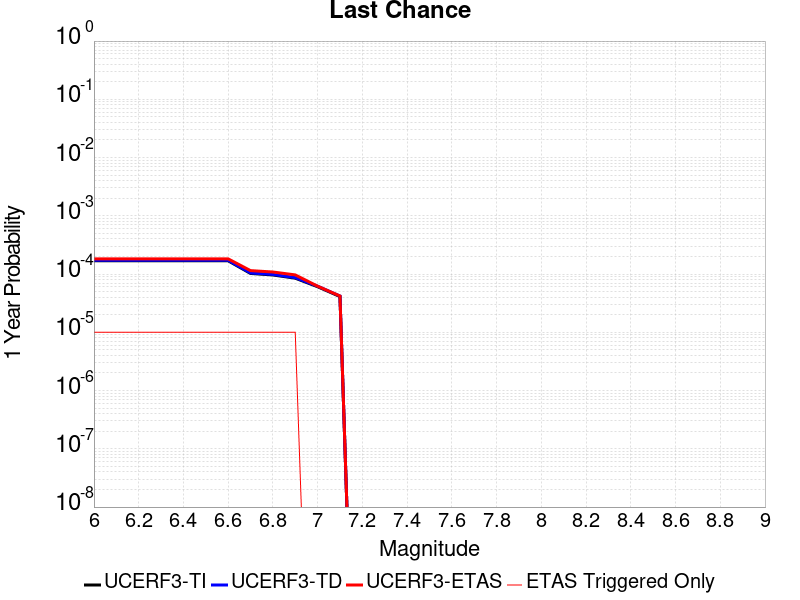 Last Chance
1 Year Probability
10^0
10^-1
10^-2
10^-3
10^-4
10^-5
10^-6
10^-7
10^-8
6 6.2 6.4 6.6 6.8 7 7.2 7.4 7.6 7.8 8 8.2 8.4 8.6 8.8 9
Magnitude
UCERF3-TI UCERF3-TD UCERF3-ETAS ETAS Triggered Only